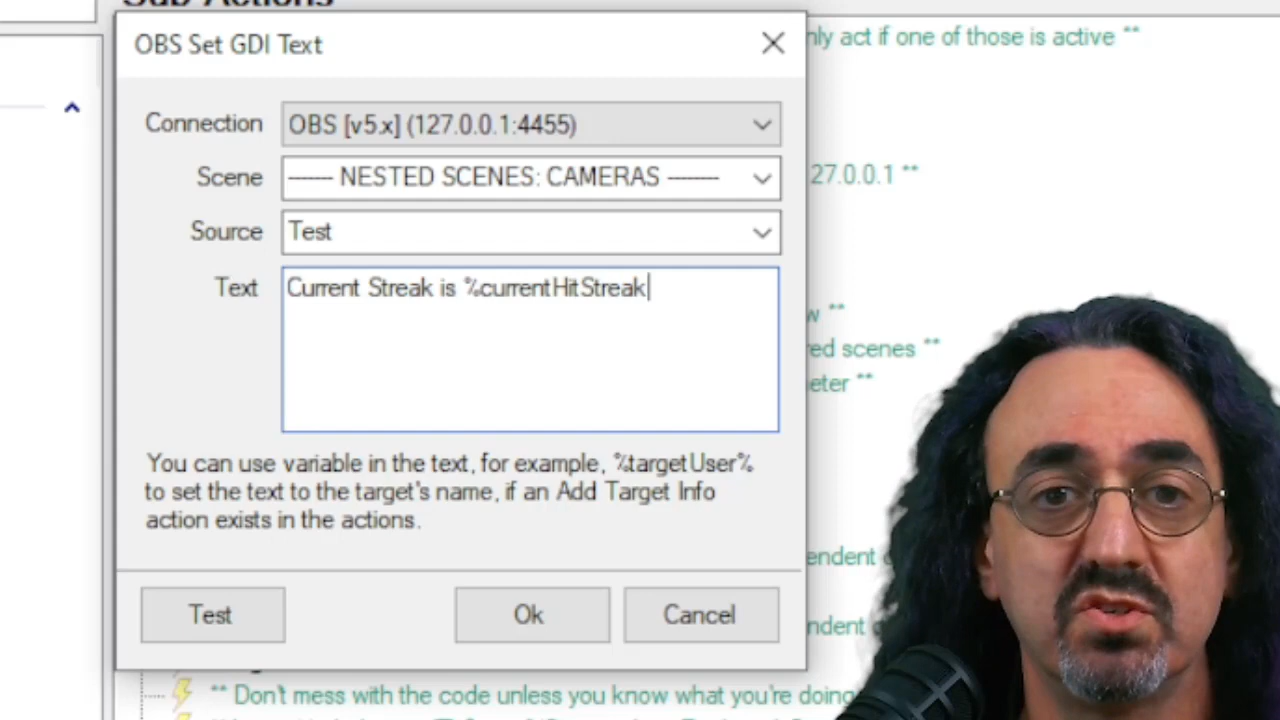 Sub-Actions
OBS Set GDI Text
nly act if one of those is active **
Connection
OBS [v5.x] (127.0.0.1:4455)
Scene
------- NESTED SCENES: CAMERAS --------
27.0.0.1 **
Source
Test
Text
Current Streak is %currentHitStreak
w **
red scenes **
eter **
You can use variable in the text, for example, %targetUser%
to set the text to the target's name, if an Add Target Info
action exists in the actions.
endent
ndent
Test
Ok
Cancel
** Don't mess with the code unless you know what you're doing